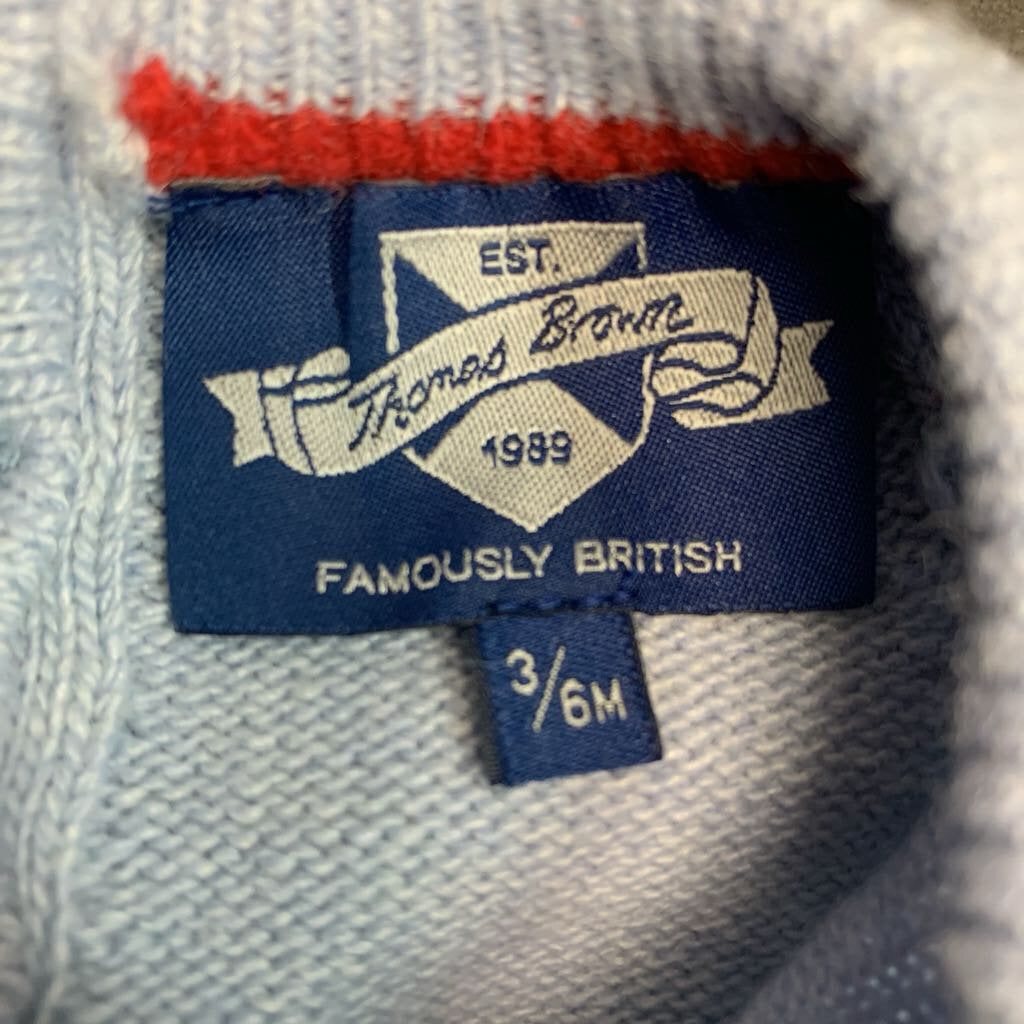 EST.
Thomas Brown
1989
FAMOUSLY BRITISH
3/6M